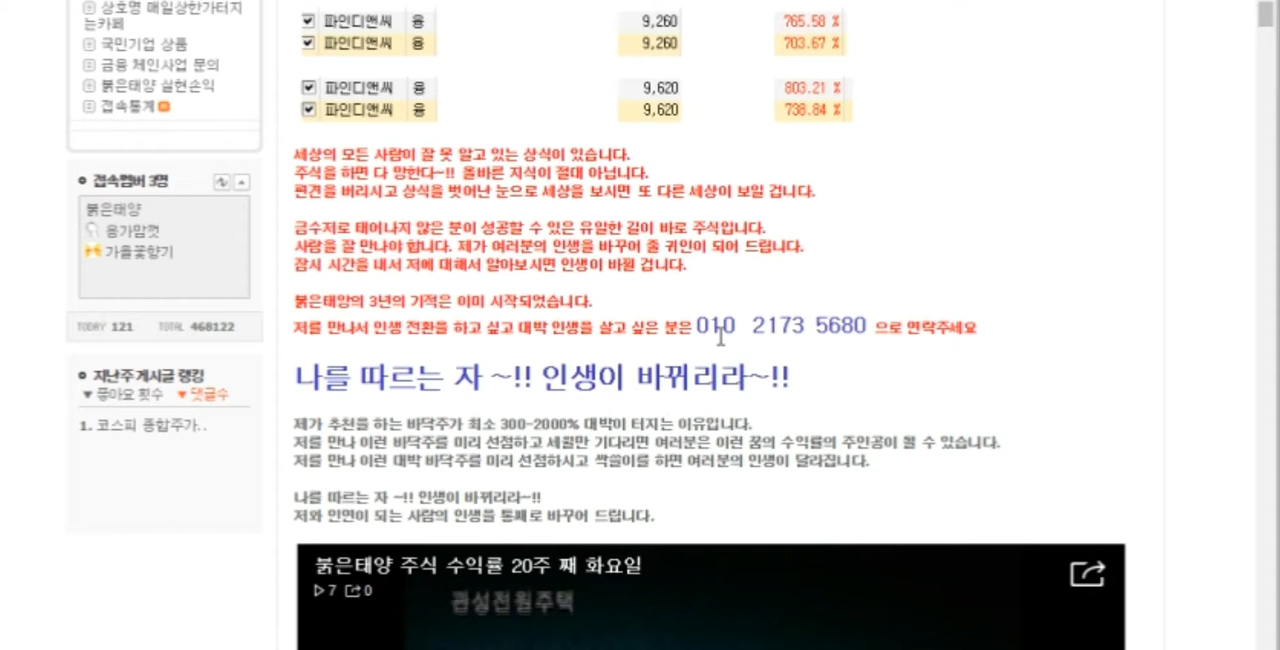 상호명 매일상한가터지
는카페
국민기업 상품
금융 체인사업 문의
붉은태양 실현손익
접속통계
접속멤버 3명
붉은태양
용가맘껏
가을꽃향기
TODAY 121 TOTAL 468122
지난주 게시글 랭킹
▼ 좋아요 횟수 ▼ 댓글수
1. 코스피 종합주가..
파인디앤씨 융 9,260 765.58 %
파인디앤씨 융 9,260 703.67 %
파인디앤씨 융 9,620 803.21 %
파인디앤씨 융 9,620 738.84 %
세상의 모든 사람이 잘 못 알고 있는 상식이 있습니다.
주식을 하면 다 망한다~!! 올바른 지식이 절대 아닙니다.
편견을 버리시고 상식을 벗어난 눈으로 세상을 보시면 또 다른 세상이 보일 겁니다.
금수저로 태어나지 않은 분이 성공할 수 있은 유일한 길이 바로 주식입니다.
사람을 잘 만나야 합니다. 제가 여러분의 인생을 바꾸어 줄 귀인이 되어 드립니다.
잠시 시간을 내서 저에 대해서 알아보시면 인생이 바뀔 겁니다.
붉은태양의 3년의 기적은 이미 시작되었습니다.
저를 만나서 인생 전환을 하고 싶고 대박 인생을 살고 싶은 분은 010 2173 5680 으로 연락주세요
나를 따르는 자 ~!! 인생이 바뀌리라~!!
제가 추천을 하는 바닥주가 최소 300-2000% 대박이 터지는 이유입니다.
저를 만나 이런 바닥주를 미리 선점하고 세월만 기다리면 여러분은 이런 꿈의 수익률의 주인공이 될 수 있습니다.
저를 만나 이런 대박 바닥주를 미리 선점하시고 싹쓸이를 하면 여러분의 인생이 달라집니다.
나를 따르는 자 ~!! 인생이 바뀌리라~!!
저와 인연이 되는 사람의 인생을 통째로 바꾸어 드립니다.
붉은태양 주식 수익률 20주 째 화요일
7 0
관성전원주택